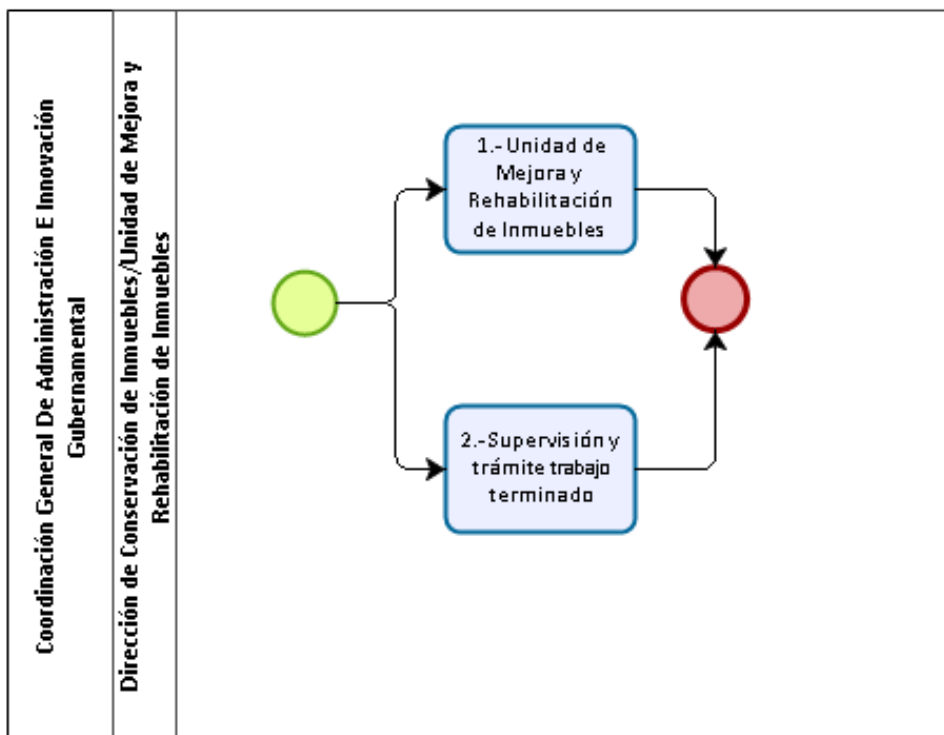 Coordinación General De Administración E Innovación
Gubernamental
Dirección de Conservación de Inmuebles/Unidad de Mejora y
Rehabilitación de Inmuebles
1.- Unidad de
Mejora y
Rehabilitación
de Inmuebles
2.-Supervisión y
trámite trabajo
terminado